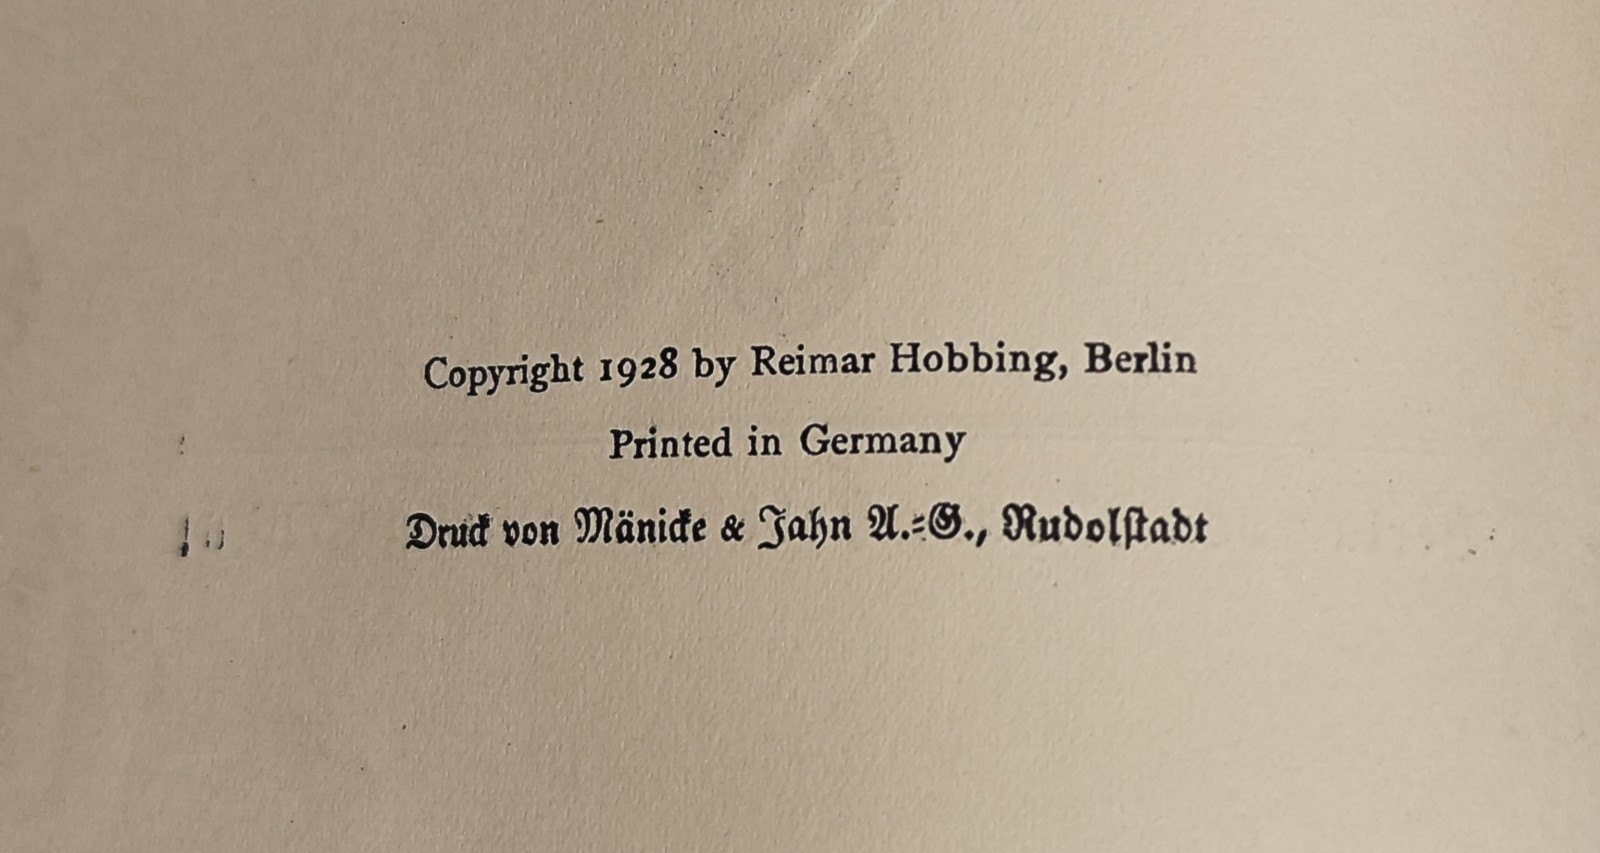 Copyright 1928 by Reimar Hobbing, Berlin
Printed in Germany
Druck von Mänicke & Jahn A.=G., Rudolſtadt